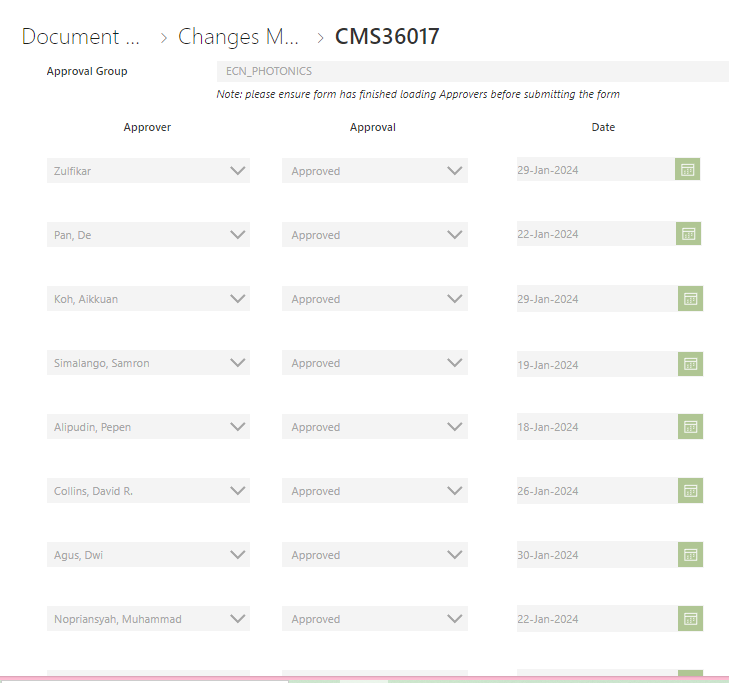 Document ... > Changes M... > CMS36017
Approval Group ECN_PHOTONICS
Note: please ensure form has finished loading Approvers before submitting the form
Approver Approval Date
Zulfikar Approved 29-Jan-2024
Pan, De Approved 22-Jan-2024
Koh, Aikkuan Approved 29-Jan-2024
Simalango, Samron Approved 19-Jan-2024
Alipudin, Pepen Approved 18-Jan-2024
Collins, David R. Approved 26-Jan-2024
Agus, Dwi Approved 30-Jan-2024
Nopriansyah, Muhammad Approved 22-Jan-2024